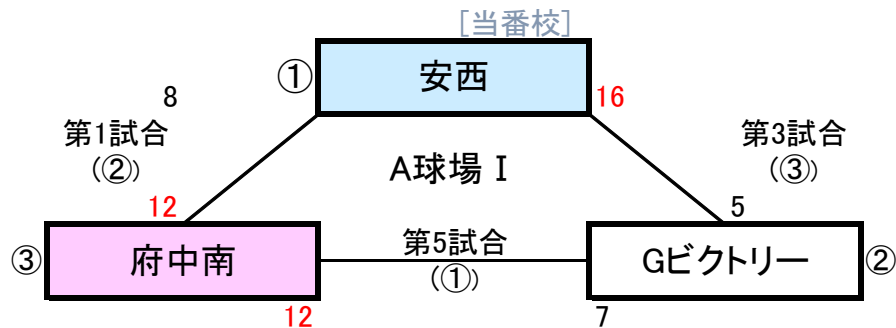 [当番校]
① 安西
8
16
第1試合
(②)
第3試合
(③)
A球場 Ⅰ
12
5
③ 府中南
第5試合
(①)
Gビクトリー ②
12
7